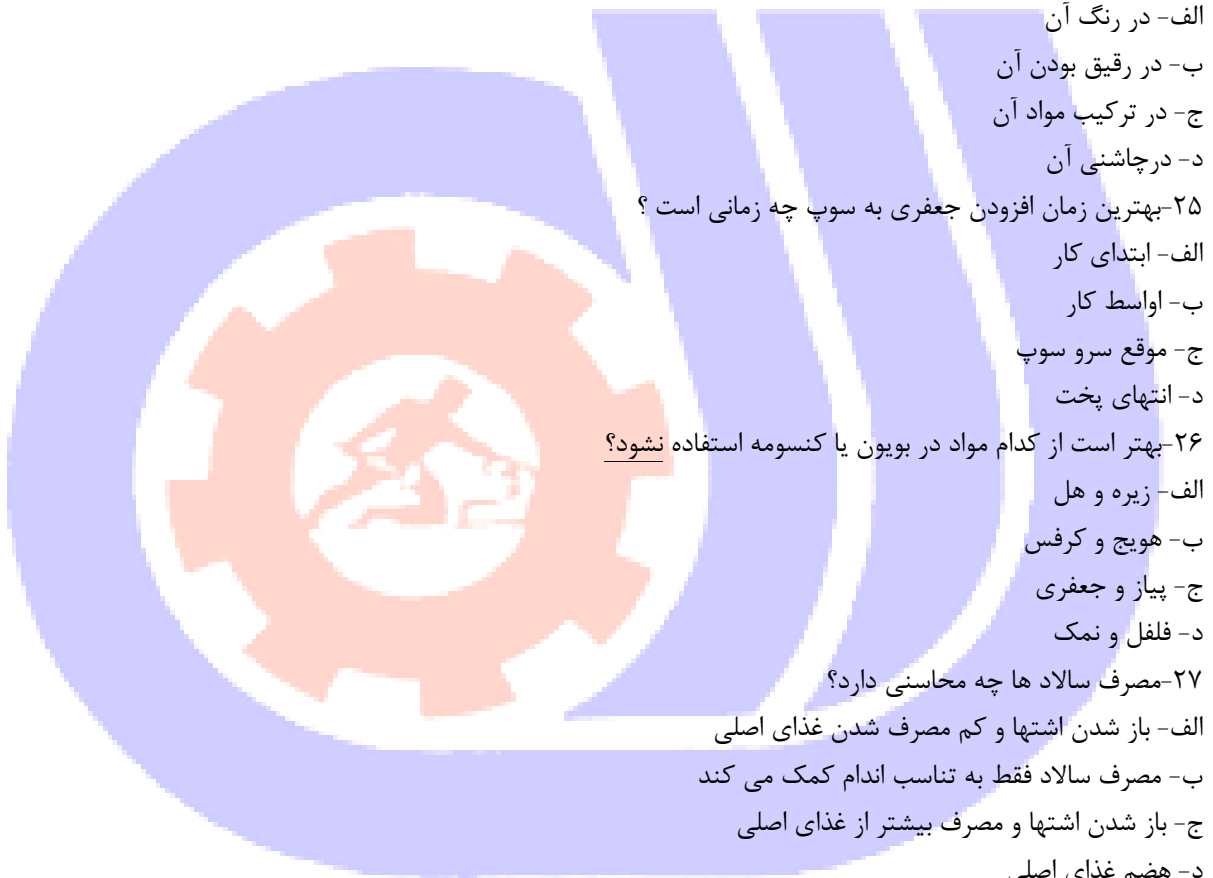 الف- در رنگ آن
ب- در رقیق بودن آن
ج- در ترکیب مواد آن
د- درچاشنی آن
۲۵-بهترین زمان افزودن جعفری به سوپ چه زمانی است ؟
الف- ابتدای کار
ب- اواسط کار
ج- موقع سرو سوپ
د- انتهای پخت
۲۶-بهتر است از کدام مواد در بویون یا کنسومه استفاده نشود؟
الف- زیره و هل
ب- هویج و کرفس
ج- پیاز و جعفری
د- فلفل و نمک
۲۷-مصرف سالاد ها چه محاسنی دارد؟
الف- باز شدن اشتها و کم مصرف شدن غذای اصلی
ب- مصرف سالاد فقط به تناسب اندام کمک می کند
ج- باز شدن اشتها و مصرف بیشتر از غذای اصلی
د- هضم غذای اصلی